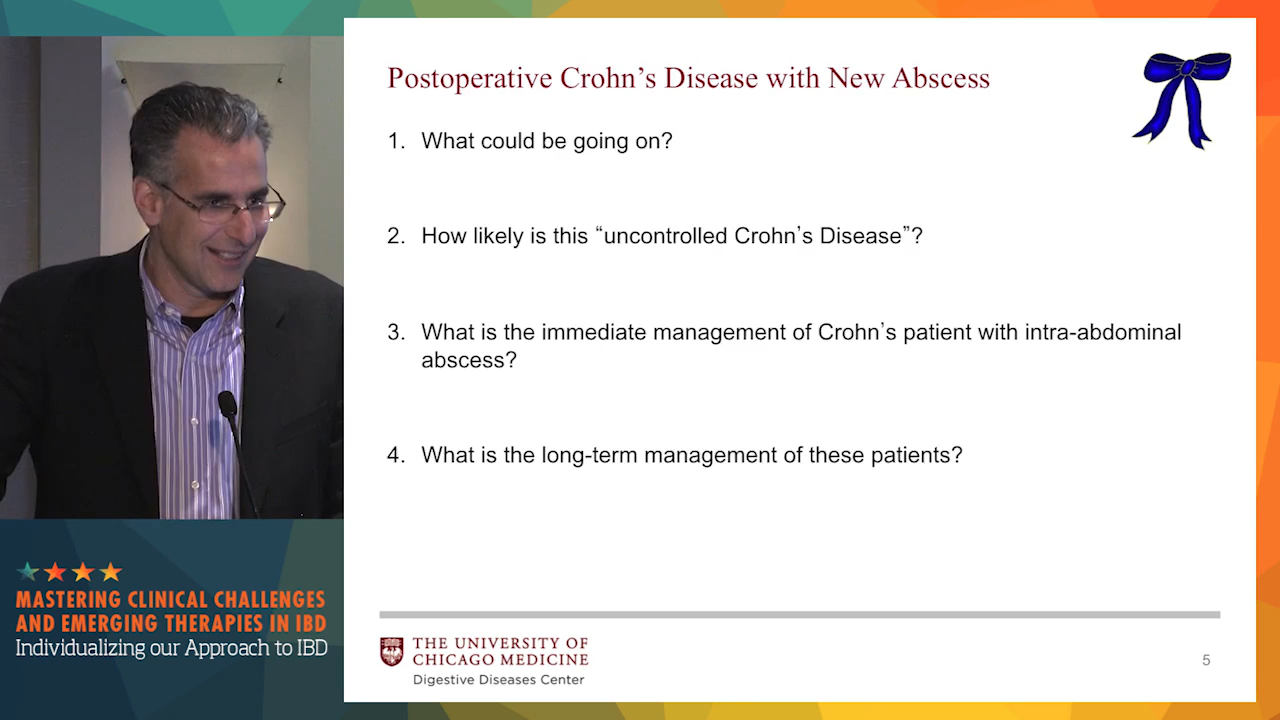 Postoperative Crohn’s Disease with New Abscess
1. What could be going on?
2. How likely is this “uncontrolled Crohn’s Disease”?
3. What is the immediate management of Crohn’s patient with intra-abdominal
abscess?
4. What is the long-term management of these patients?
MASTERING CLINICAL CHALLENGES
AND EMERGING THERAPIES IN IBD
Individualizing our Approach to IBD
THE UNIVERSITY OF
CHICAGO MEDICINE
Digestive Diseases Center
5